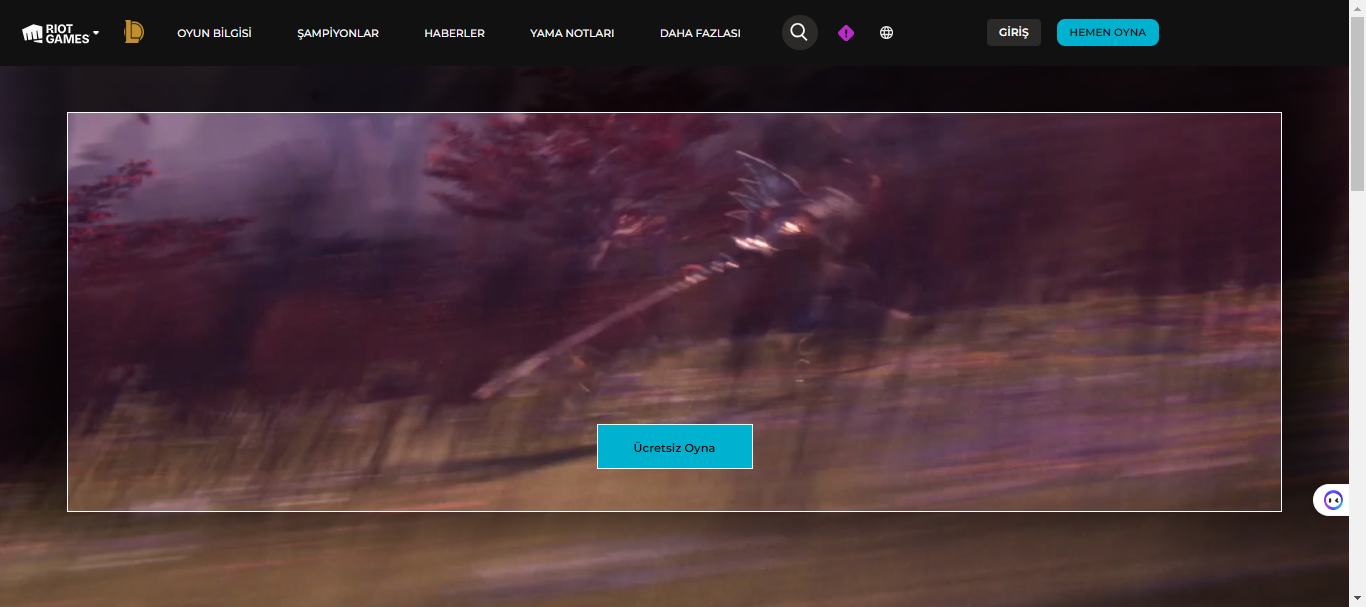 RIOT
GAMES
OYUN BİLGİSİ
ŞAMPİYONLAR
HABERLER
YAMA NOTLARI
DAHA FAZLASI
GİRİŞ
HEMEN OYNA
Ücretsiz Oyna